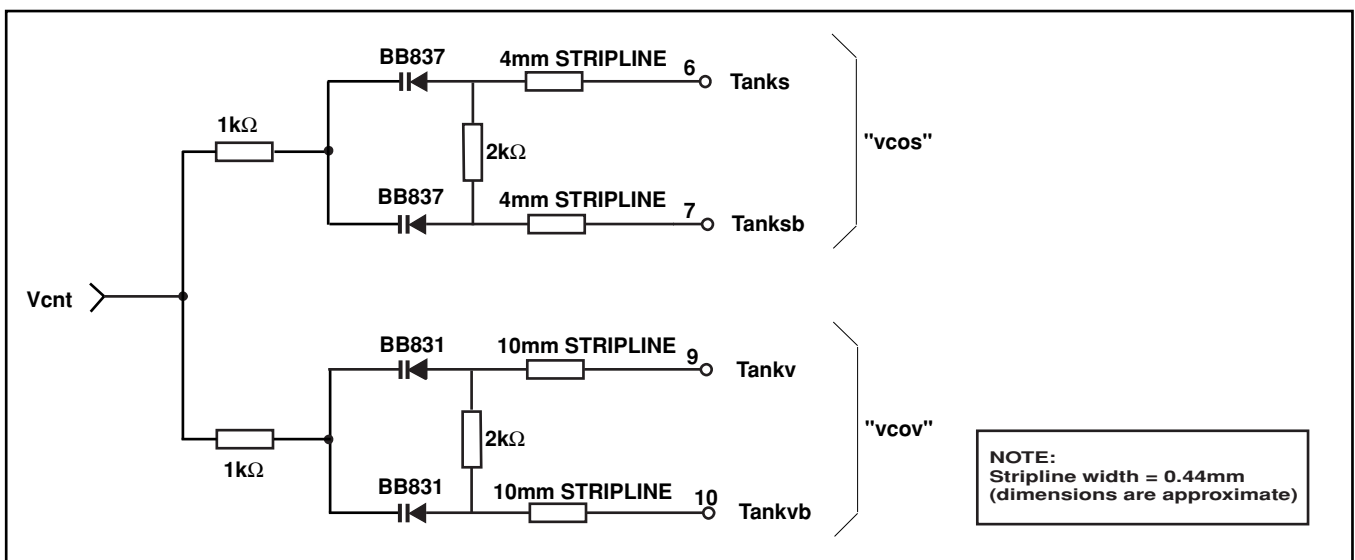 BB837
4mm STRIPLINE
6
Tanks
1kΩ
2kΩ
"vcos"
BB837
4mm STRIPLINE
7
Tanksb
Vcnt
BB831
10mm STRIPLINE
9
Tankv
2kΩ
"vcov"
1kΩ
BB831
10mm STRIPLINE
10
Tankvb
NOTE:
Stripline width = 0.44mm
(dimensions are approximate)